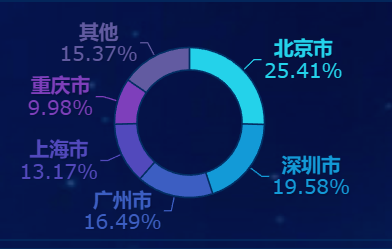 其他
15.37%
北京市
25.41%
重庆市
9.98%
上海市
13.17%
深圳市
19.58%
广州市
16.49%